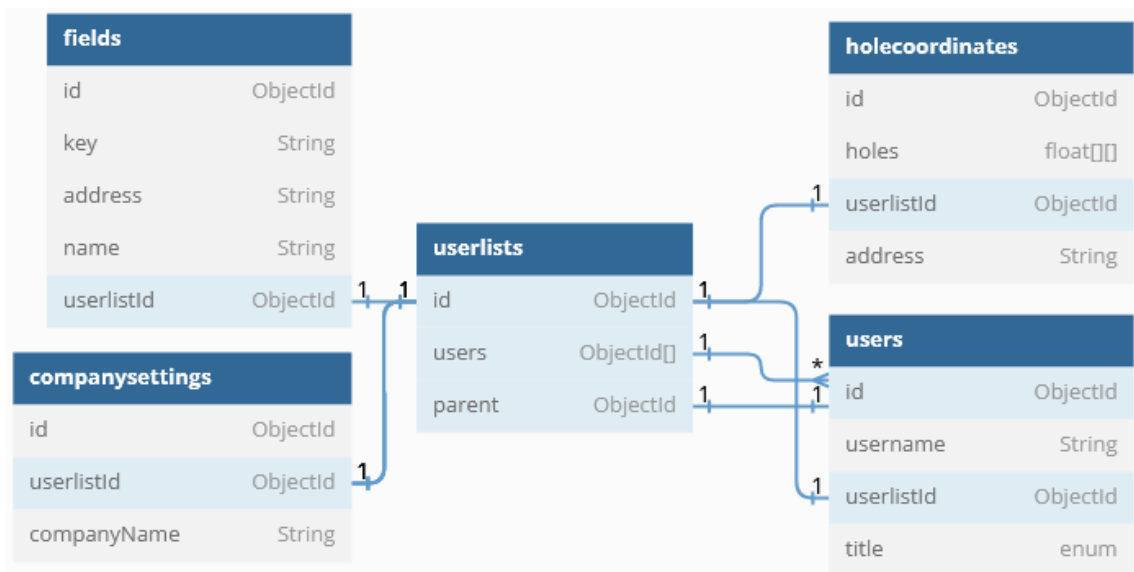 fields
id ObjectId
key String
address String
name String
userlistId ObjectId
1
1
companysettings
id ObjectId
userlistId ObjectId
1
companyName String
userlists
id ObjectId
1
users ObjectId[]
1
parent ObjectId
1
holecoordinates
id ObjectId
holes float[][]
1
userlistId ObjectId
address String
users
*
id ObjectId
1
username String
1
userlistId ObjectId
title enum